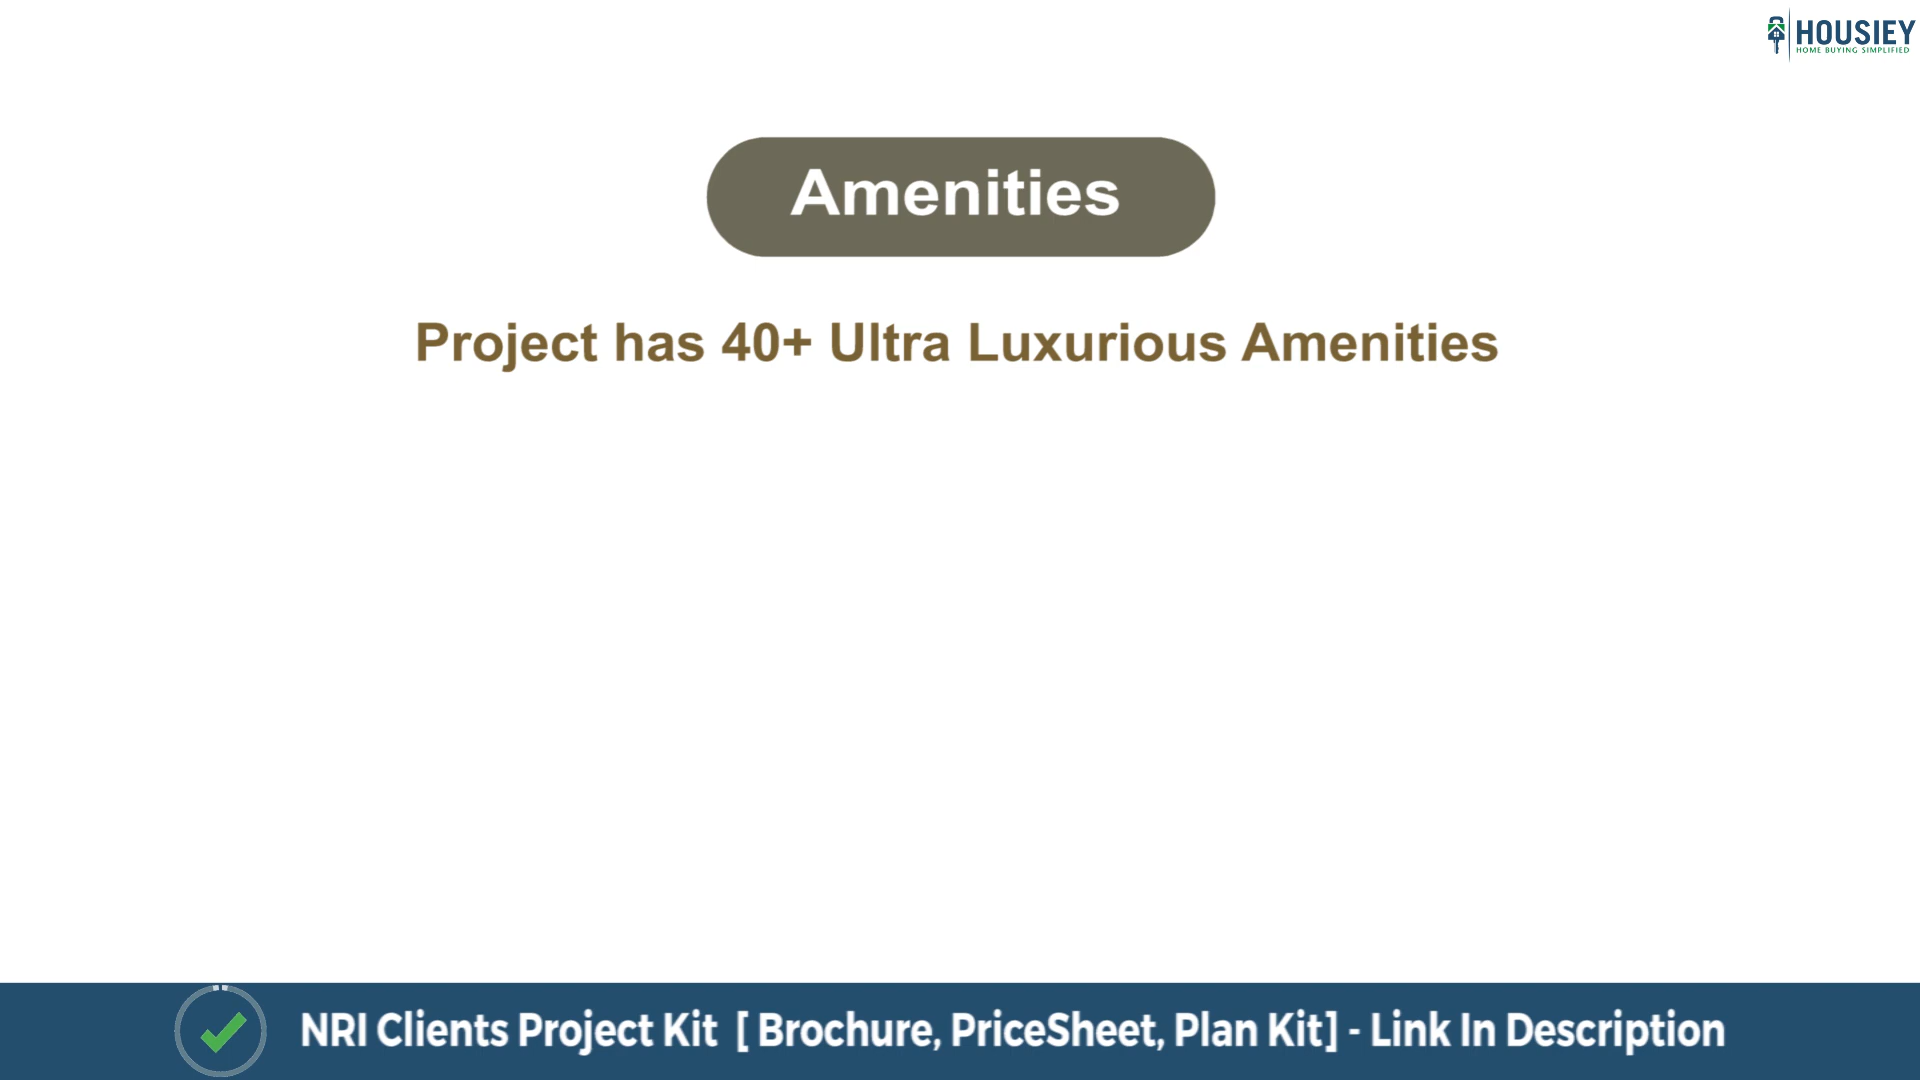 HOUSIEY
HOME BUYING SIMPLIFIED
Amenities
Project has 40+ Ultra Luxurious Amenities
NRI Clients Project Kit [ Brochure, PriceSheet, Plan Kit] - Link In Description